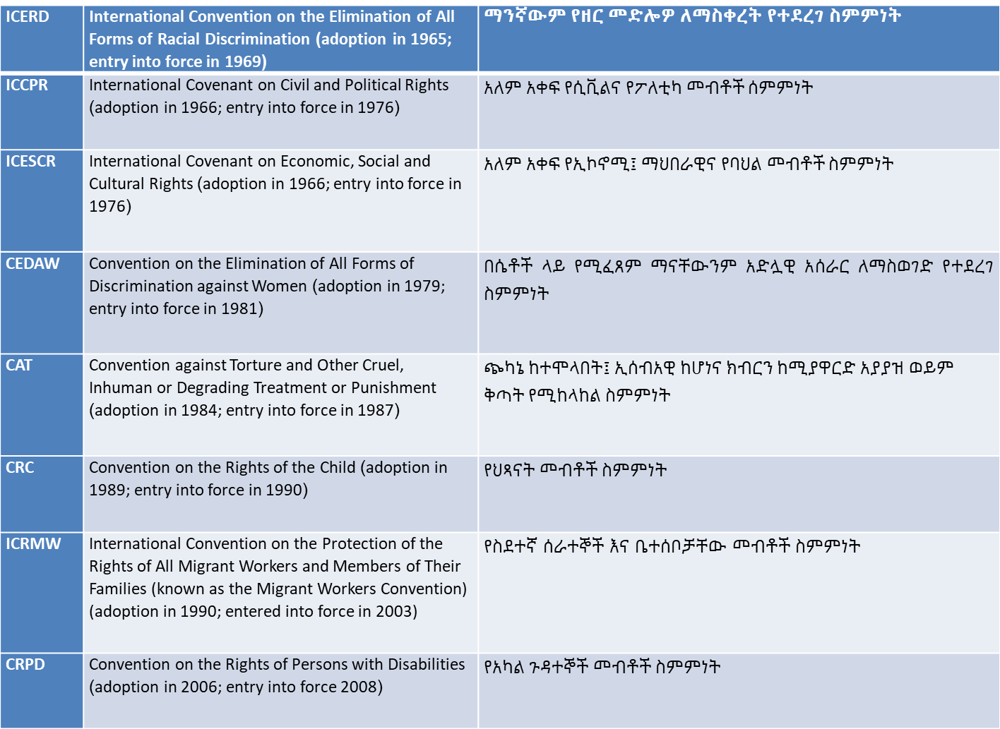 ICERD
International Convention on the Elimination of All
Forms of Racial Discrimination (adoption in 1965;
entry into force in 1969)
ማንኛውም የዘር መድሎዎ ለማስቀረት የተደረገ ስምምነት
ICCPR
International Covenant on Civil and Political Rights
(adoption in 1966; entry into force in 1976)
አለም አቀፍ የሲቪልና የፖለቲካ መብቶች ሰምምነት
ICESCR
International Covenant on Economic, Social and
Cultural Rights (adoption in 1966; entry into force in
1976)
አለም አቀፍ የኢኮኖሚ፤ ማህበራዊና የባህል መብቶች ስምምነት
CEDAW
Convention on the Elimination of All Forms of
Discrimination against Women (adoption in 1979;
entry into force in 1981)
በሴቶች ላይ የሚፈጸም ማናቸውንም አድሏዊ አሰራር ለማስወገድ የተደረገ
ስምምነት
CAT
Convention against Torture and Other Cruel,
Inhuman or Degrading Treatment or Punishment
(adoption in 1984; entry into force in 1987)
ጭካኔ ከተሞላበት፤ ኢሰብአዊ ከሆነና ክብርን ከሚያዋርድ አያያዝ ወይም
ቅጣት የሚከላከል ስምምነት
CRC
Convention on the Rights of the Child (adoption in
1989; entry into force in 1990)
የህጻናት መብቶች ስምምነት
ICRMW
International Convention on the Protection of the
Rights of All Migrant Workers and Members of Their
Families (known as the Migrant Workers Convention)
(adoption in 1990; entered into force in 2003)
የስደተኛ ሰራተኞች እና ቤተሰቦቻቸው መብቶች ስምምነት
CRPD
Convention on the Rights of Persons with Disabilities
(adoption in 2006; entry into force 2008)
የአካል ጉዳተኞች መብቶች ስምምነት